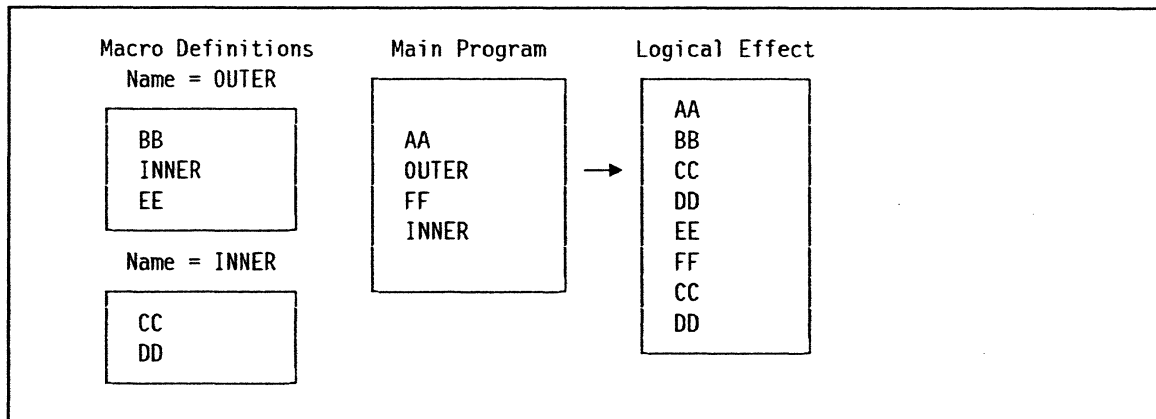 Macro Definitions
Name = OUTER
BB
INNER
EE
Name = INNER
CC
DD
Main Program
AA
OUTER
FF
INNER
Logical Effect
AA
BB
CC
DD
EE
FF
CC
DD